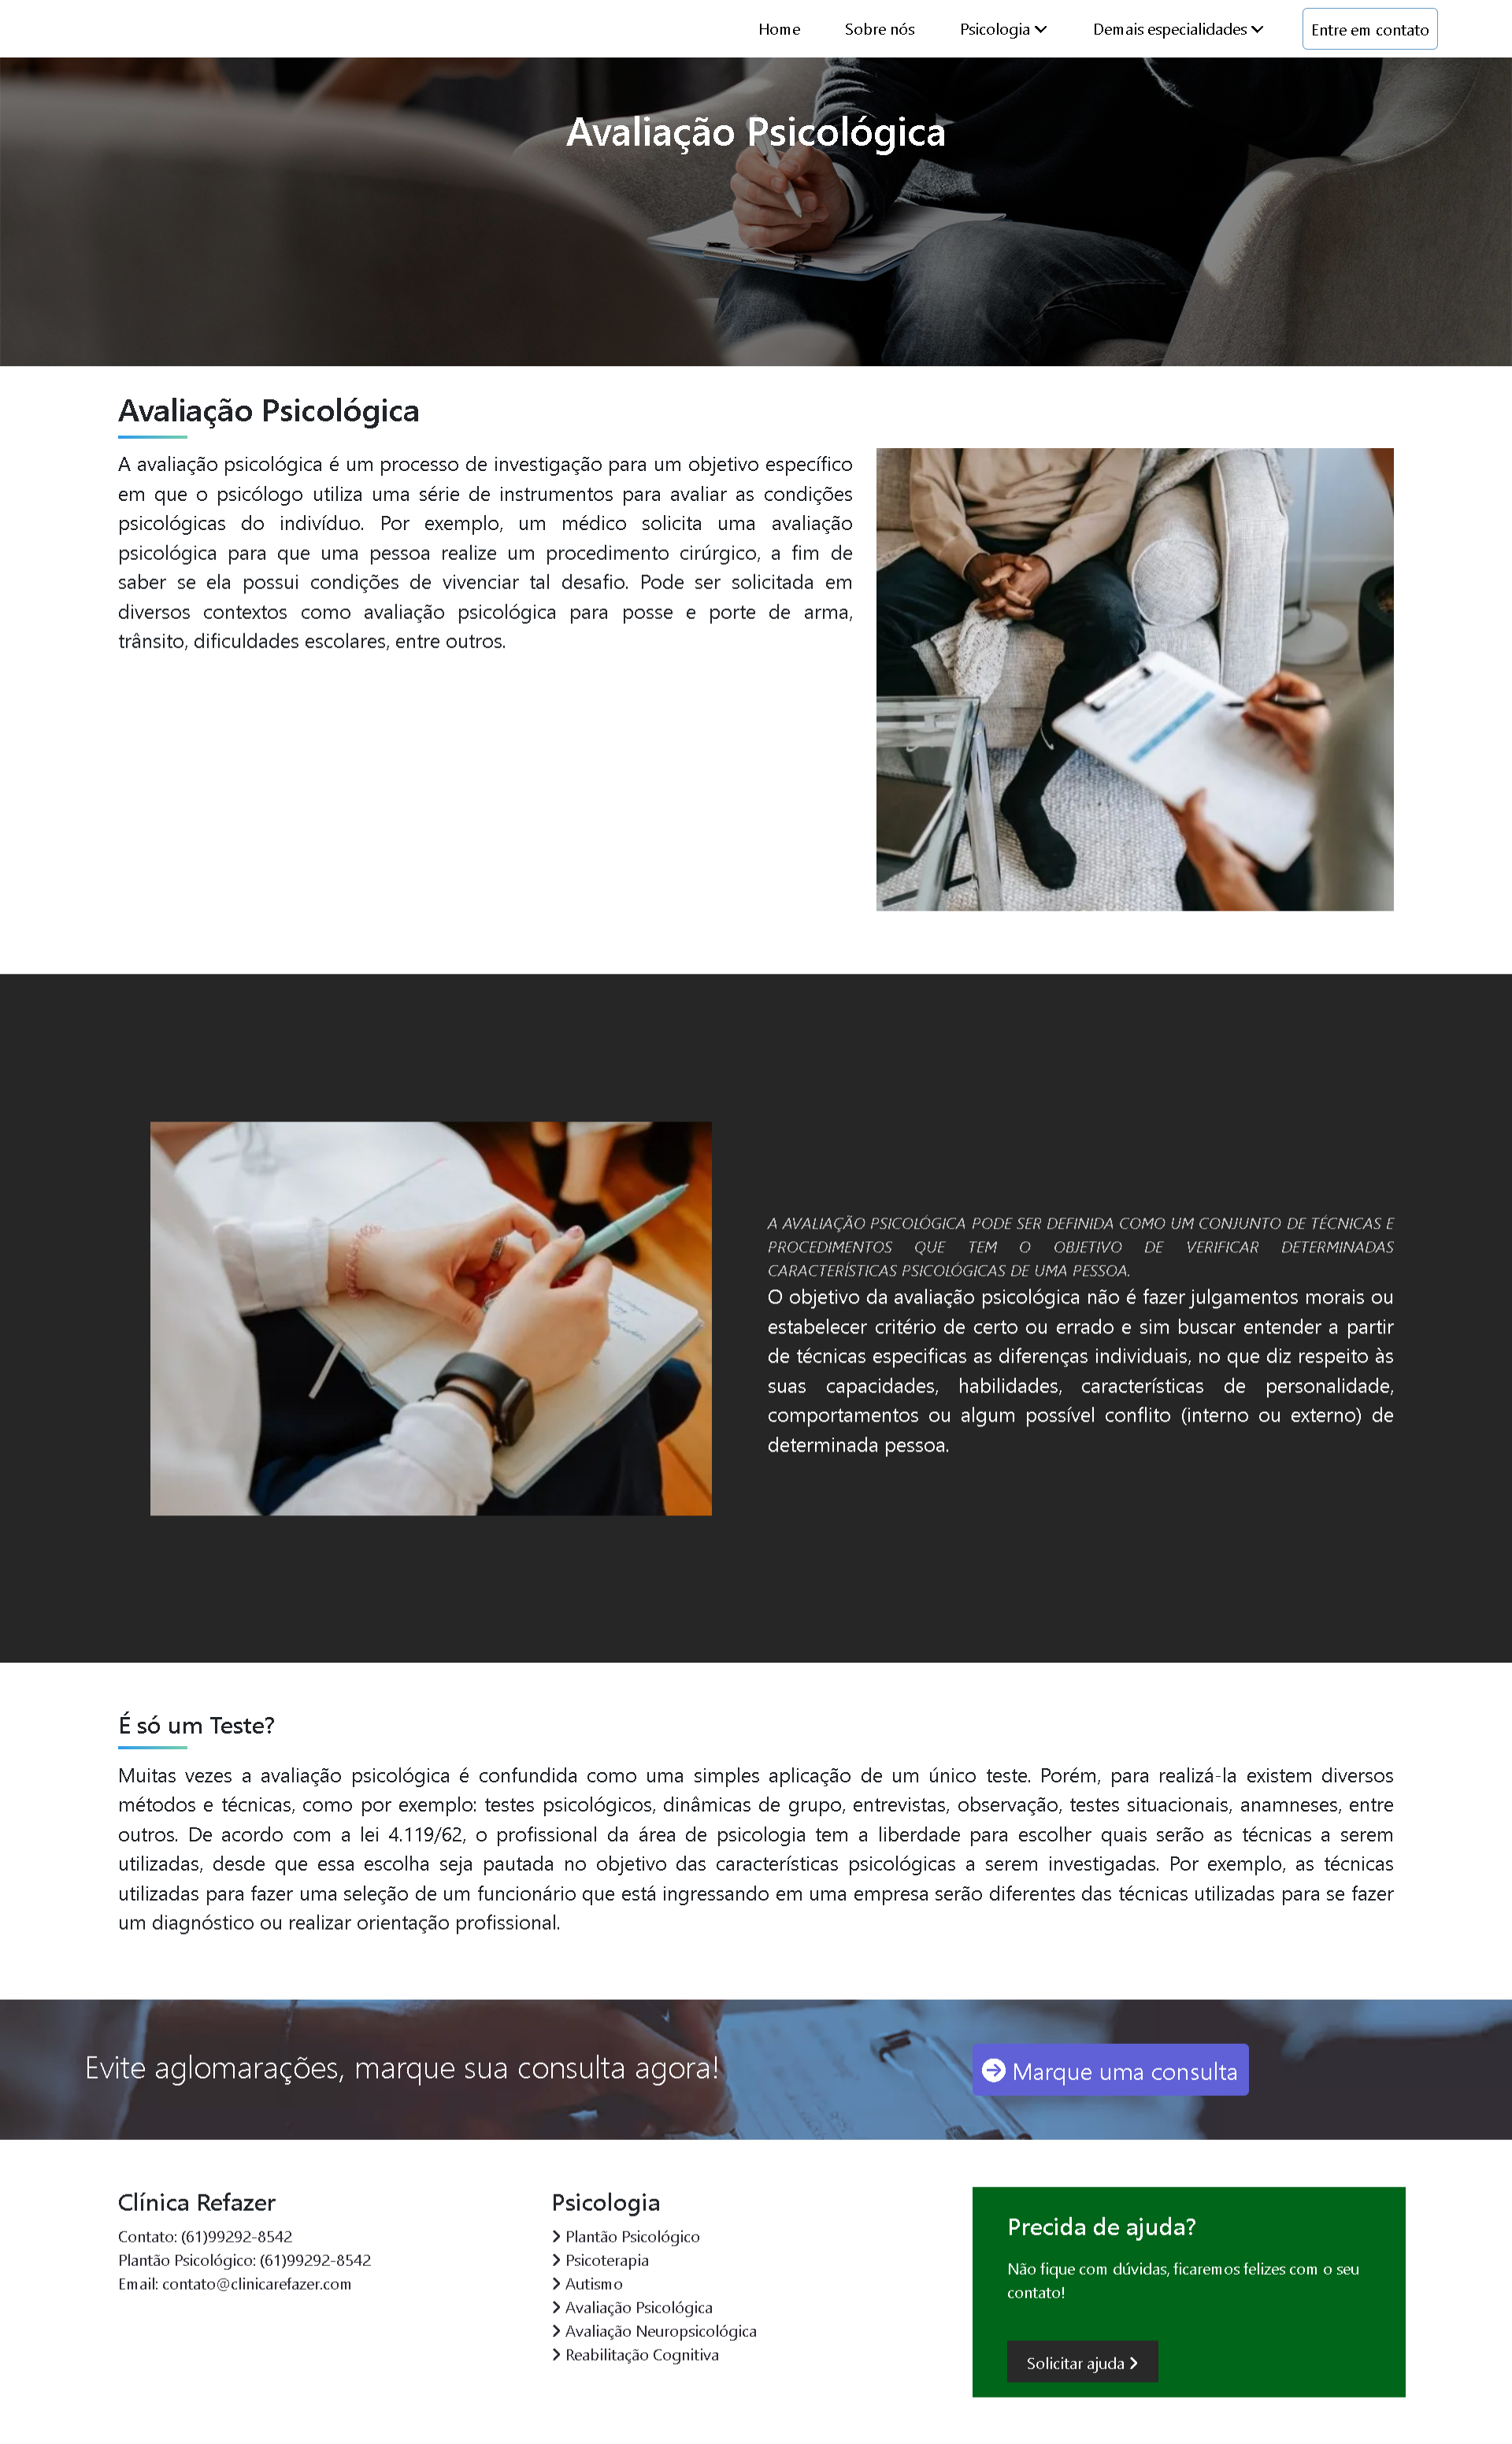 Home Sobre nós Psicologia Demais especialidades Entre em contato
Avaliação Psicológica
Avaliação Psicológica
A avaliação psicológica é um processo de investigação para um objetivo específico
em que o psicólogo utiliza uma série de instrumentos para avaliar as condições
psicológicas do indivíduo. Por exemplo, um médico solicita uma avaliação
psicológica para que uma pessoa realize um procedimento cirúrgico, a fim de
saber se ela possui condições de vivenciar tal desafio. Pode ser solicitada em
diversos contextos como avaliação psicológica para posse e porte de arma,
trânsito, dificuldades escolares, entre outros.
A AVALIAÇÃO PSICOLÓGICA PODE SER DEFINIDA COMO UM CONJUNTO DE TÉCNICAS E
PROCEDIMENTOS QUE TEM O OBJETIVO DE VERIFICAR DETERMINADAS
CARACTERÍSTICAS PSICOLÓGICAS DE UMA PESSOA.
O objetivo da avaliação psicológica não é fazer julgamentos morais ou
estabelecer critério de certo ou errado e sim buscar entender a partir
de técnicas especificas as diferenças individuais, no que diz respeito às
suas capacidades, habilidades, características de personalidade,
comportamentos ou algum possível conflito (interno ou externo) de
determinada pessoa.
É só um Teste?
Muitas vezes a avaliação psicológica é confundida como uma simples aplicação de um único teste. Porém, para realizá-la existem diversos
métodos e técnicas, como por exemplo: testes psicológicos, dinâmicas de grupo, entrevistas, observação, testes situacionais, anamneses, entre
outros. De acordo com a lei 4.119/62, o profissional da área de psicologia tem a liberdade para escolher quais serão as técnicas a serem
utilizadas, desde que essa escolha seja pautada no objetivo das características psicológicas a serem investigadas. Por exemplo, as técnicas
utilizadas para fazer uma seleção de um funcionário que está ingressando em uma empresa serão diferentes das técnicas utilizadas para se fazer
um diagnóstico ou realizar orientação profissional.
Evite aglomarações, marque sua consulta agora!
Marque uma consulta
Clínica Refazer
Contato: (61)99292-8542
Plantão Psicológico: (61)99292-8542
Email: contato@clinicarefazer.com
Psicologia
Plantão Psicológico
Psicoterapia
Autismo
Avaliação Psicológica
Avaliação Neuropsicológica
Reabilitação Cognitiva
Precida de ajuda?
Não fique com dúvidas, ficaremos felizes com o seu
contato!
Solicitar ajuda